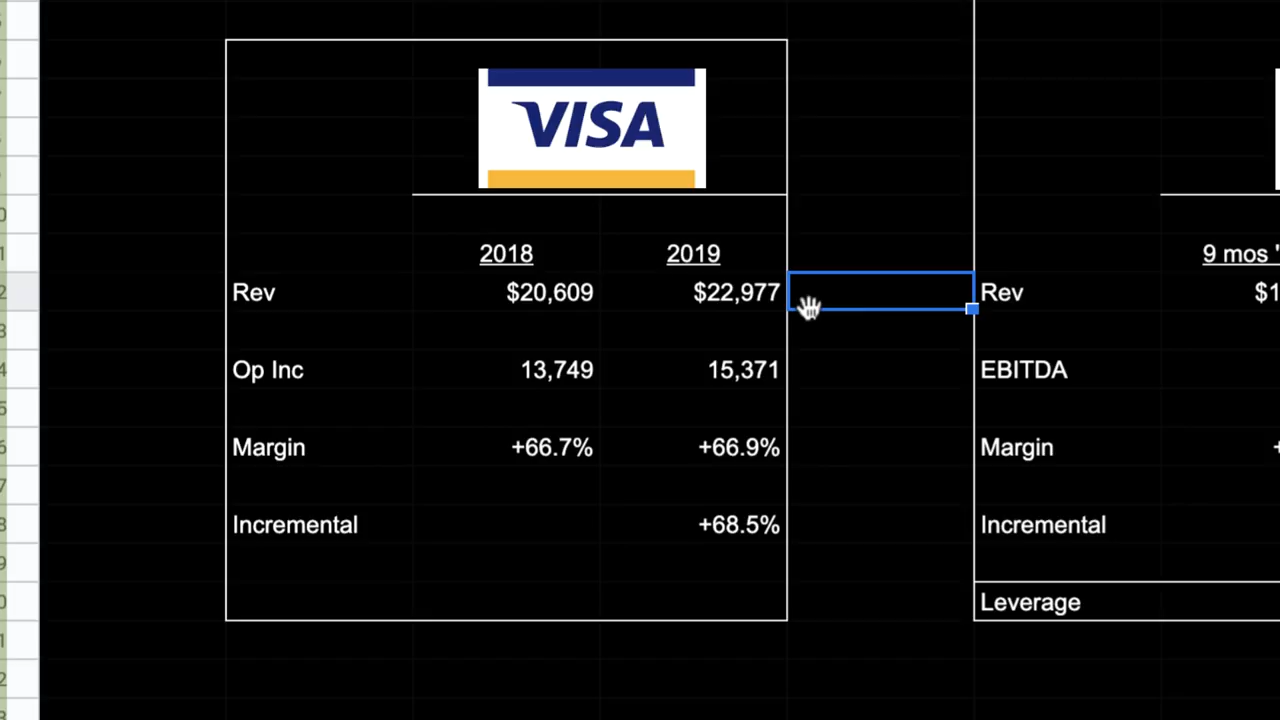 VISA
2018 2019 9 mos '
Rev $20,609 $22,977 Rev $1
Op Inc 13,749 15,371 EBITDA
Margin +66.7% +66.9% Margin +
Incremental +68.5% Incremental
Leverage